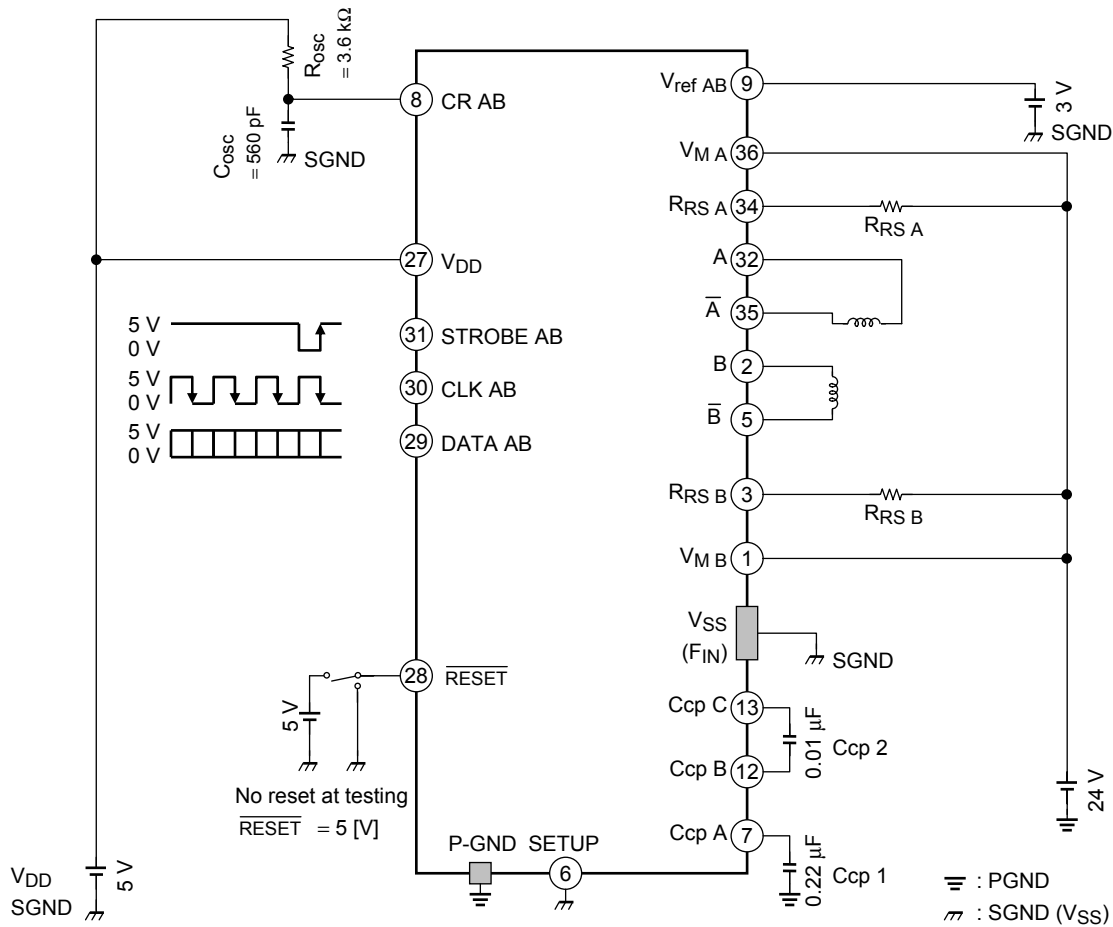 Rosc
= 3.6 kΩ
Cosc
= 560 pF
SGND
8
CR AB
27
VDD
5 V
0 V
31
STROBE AB
5 V
0 V
30
CLK AB
5 V
0 V
29
DATA AB
28
RESET
5 V
No reset at testing
RESET = 5 [V]
VDD
SGND
5 V
P-GND
SETUP
6
Vref AB
9
3 V
SGND
VM A
36
RRS A
34
RRS A
A
32
A
35
B
2
B
5
RRS B
3
RRS B
VM B
1
VSS
(FIN)
SGND
Ccp C
13
0.01 µF
Ccp 2
Ccp B
12
Ccp A
7
0.22 µF
Ccp 1
24 V
: PGND
: SGND (VSS)